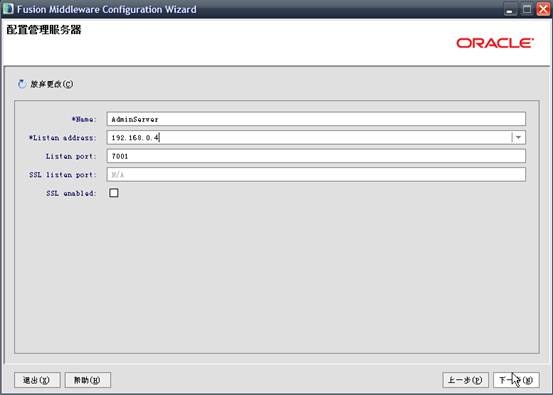 Fusion Middleware Configuration Wizard
配置管理服务器
ORACLE
放弃更改(C)
*Name: AdminServer
*Listen address: 192.168.0.4
Listen port: 7001
SSL listen port: N/A
SSL enabled:
退出(X) 帮助(H) 上一步(P) 下一步(N)